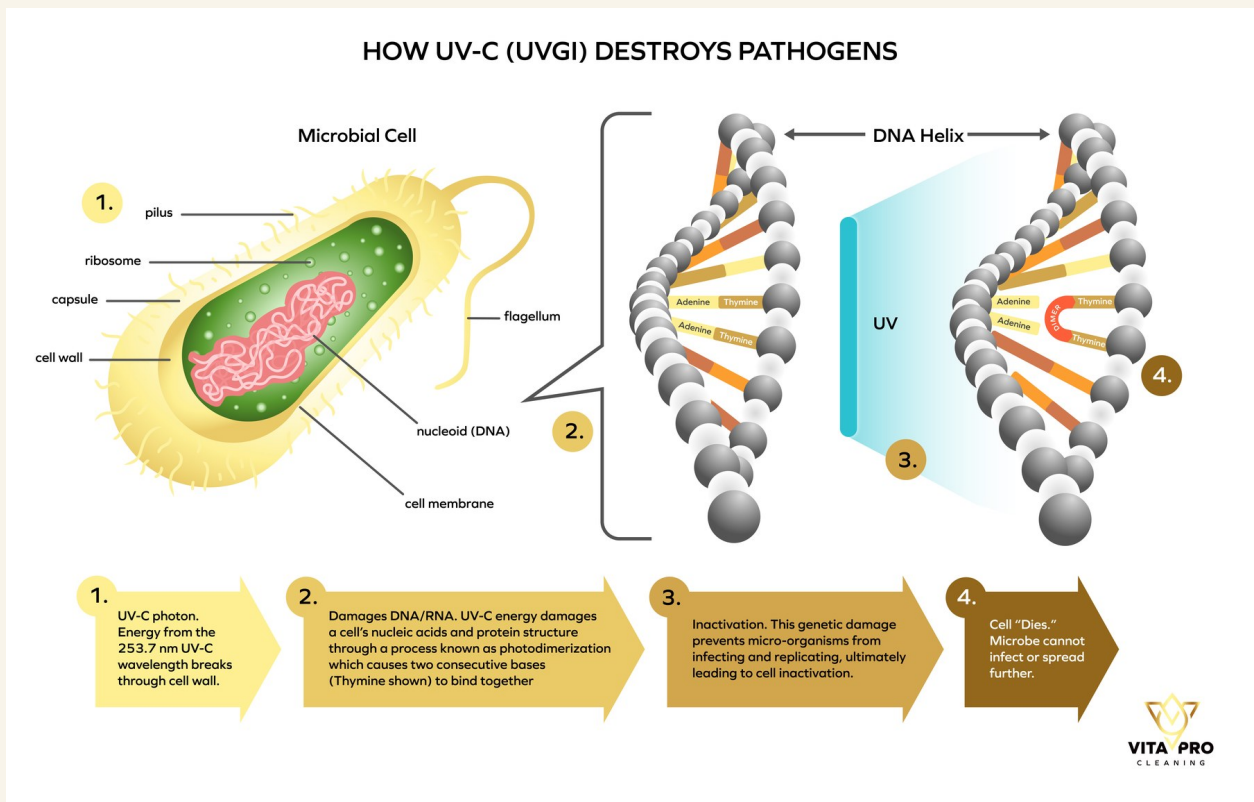 HOW UV-C (UVGI) DESTROYS PATHOGENS
Microbial Cell
1.
pilus
ribosome
capsule
cell wall
flagellum
nucleoid (DNA)
cell membrane
2.
DNA Helix
Adenine Thymine
Adenine Thymine
UV
3.
Adenine Thymine
Adenine Thymine
DIMER
4.
1.
UV-C photon.
Energy from the
253.7 nm UV-C
wavelength breaks
through cell wall.
2.
Damages DNA/RNA. UV-C energy damages
a cell's nucleic acids and protein structure
through a process known as photodimerization
which causes two consecutive bases
(Thymine shown) to bind together
3.
Inactivation. This genetic damage
prevents micro-organisms from
infecting and replicating, ultimately
leading to cell inactivation.
4.
Cell "Dies."
Microbe cannot
infect or spread
further.
VITA PRO
CLEANING